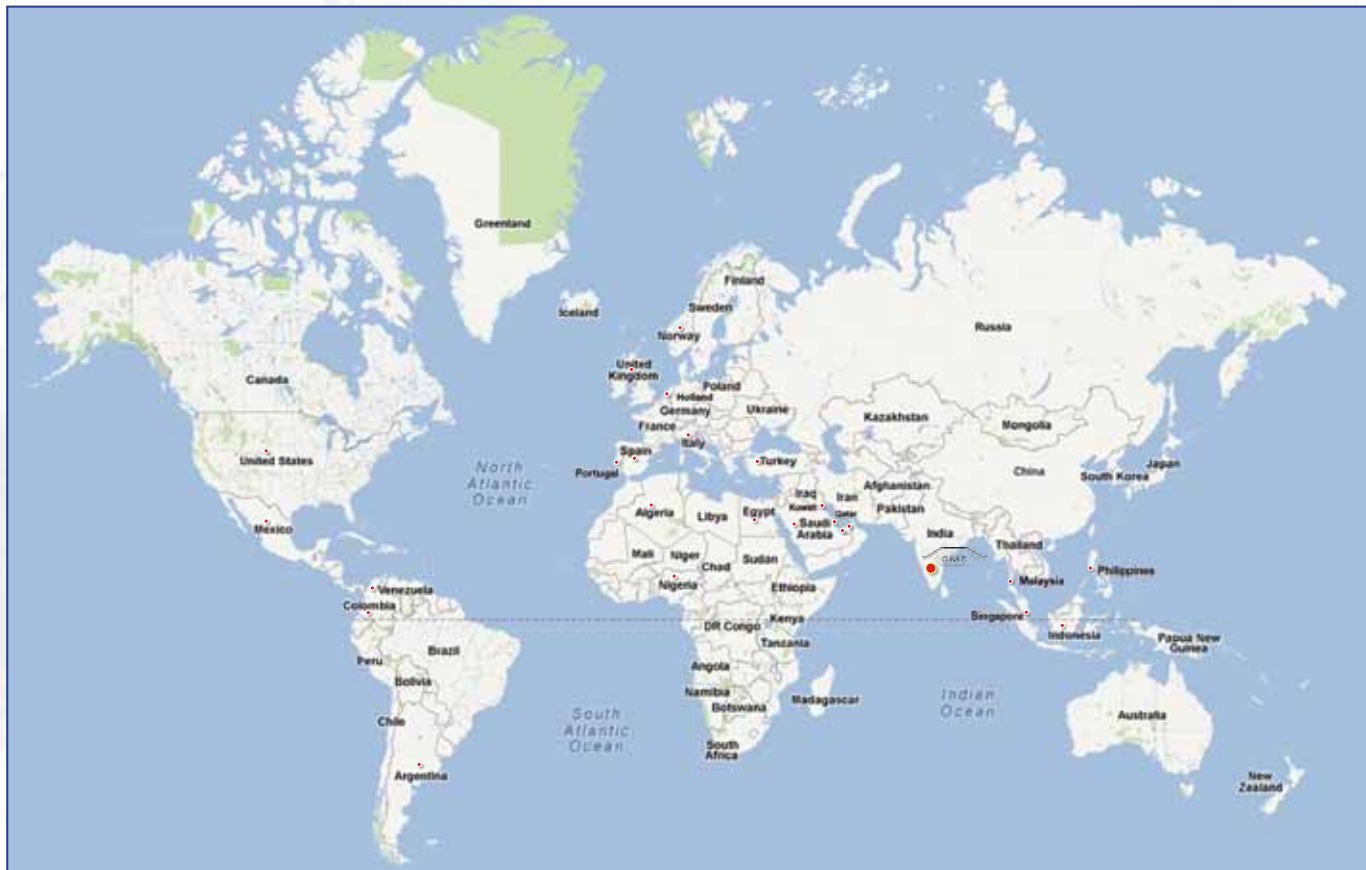 Greenland
Finland
Sweden
Iceland
Norway
Russia
United
Kingdom
Canada
Poland
Holland
Germany
Ukraine
Kazakhstan
France
Mongolia
Italy
Spain
United States
North
Atlantic
Ocean
Portugal
Turkey
China
South Korea
Japan
Afghanistan
Iraq
Iran
Kuwait
Pakistan
Algeria
Libya
Egypt
Qatar
Saudi
Arabia
Mexico
India
Thailand
Mali
Niger
Chad
Sudan
Philippines
Malaysia
Nigeria
Ethiopia
Venezuela
Colombia
Singapore
Kenya
DR Congo
Indonesia
Tanzania
Papua New
Guinea
Brazil
Peru
Angola
Bolivia
Namibia
Madagascar
Indian
Ocean
Botswana
South
Atlantic
Ocean
Chile
Australia
South
Africa
Argentina
New
Zealand